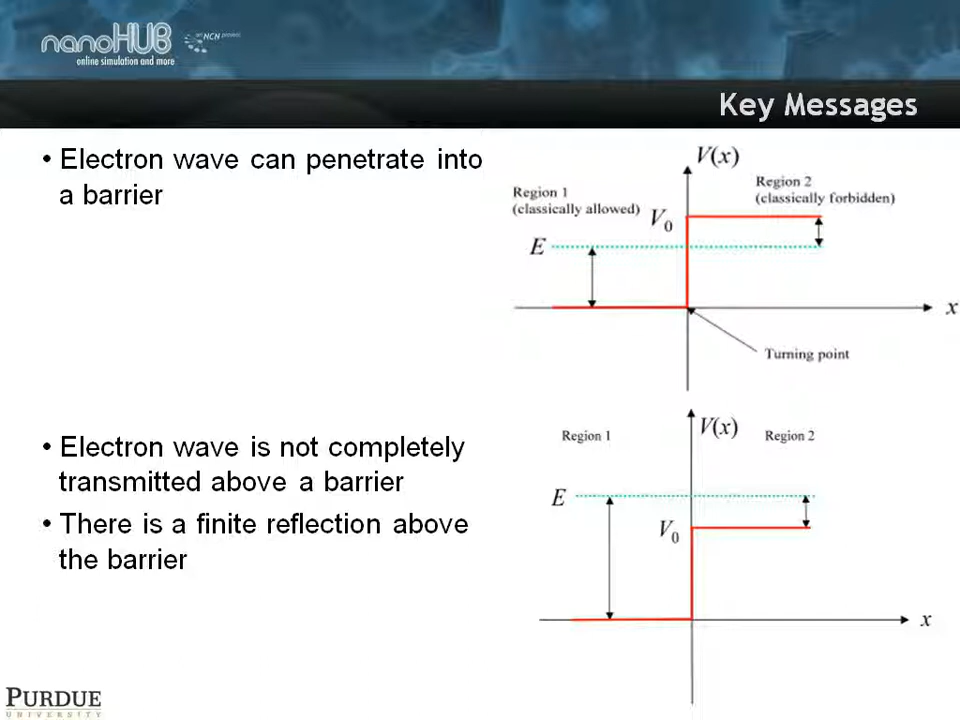 nanoHUB
an NCN project
online simulation and more
Key Messages
• Electron wave can penetrate into
a barrier
V(x)
Region 1
(classically allowed)
Region 2
(classically forbidden)
V0
E
x
Turning point
• Electron wave is not completely
transmitted above a barrier
• There is a finite reflection above
the barrier
V(x)
Region 1
Region 2
E
V0
x
PURDUE
UNIVERSITY